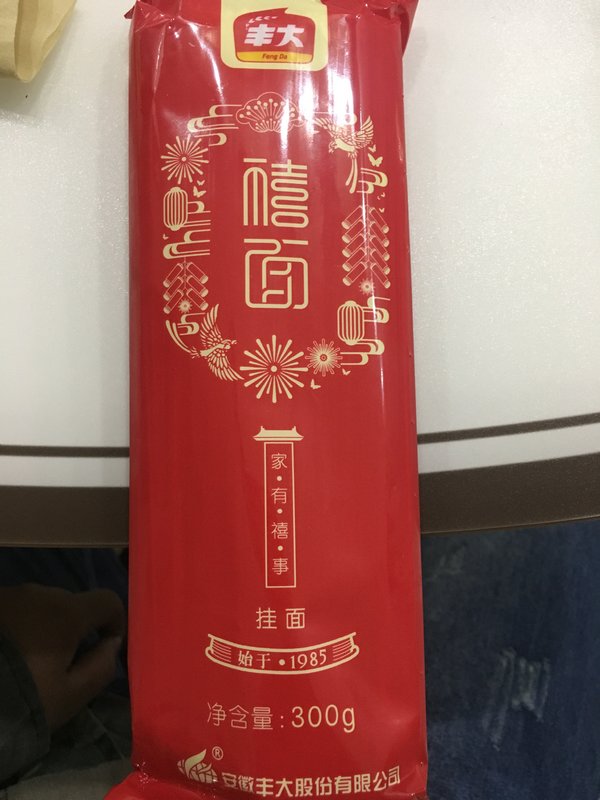 丰大
Feng Da
禧面
家·有·禧·事
挂面
始于·1985
净含量:300g
®
安徽丰大股份有限公司